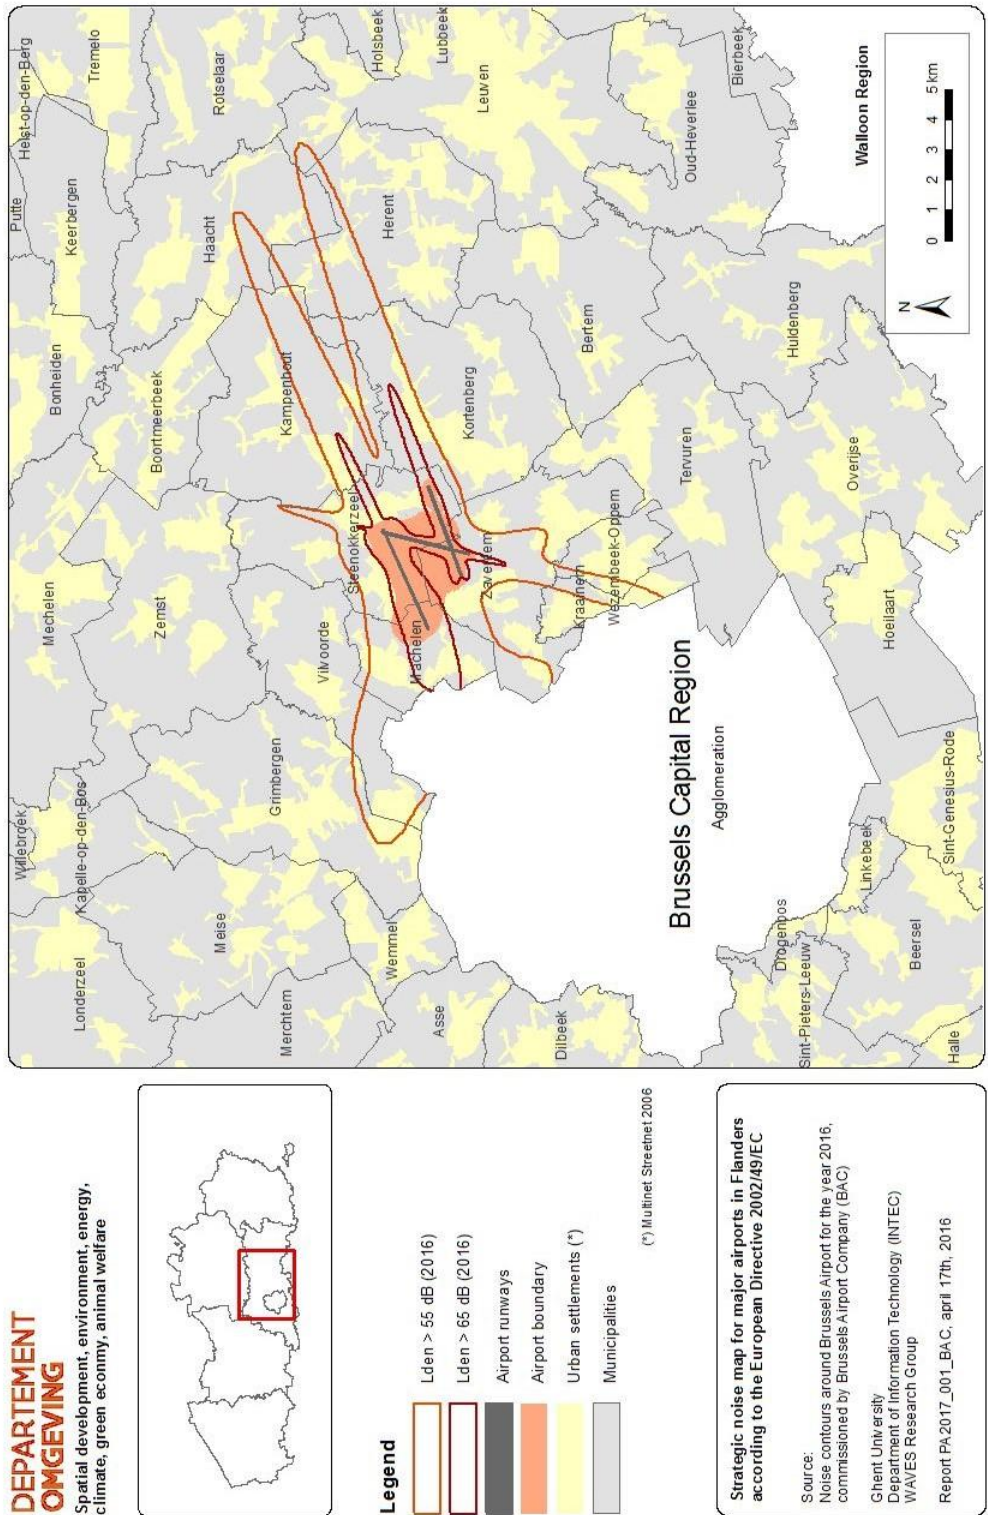 DEPARTEMENT
OMGEVING
Spatial development, environment, energy,
climate, green econmy, animal welfare
Legend
Lden > 55 dB (2016)
Lden > 65 dB (2016)
Airport runways
Airport boundary
Urban settlements (*)
Municipalities
(*) Multinet Streetnet 2006
Strategic noise map for major airports in Flanders
according to the European Directive 2002/49/EC
Source:
Noise contours around Brussels Airport for the year 2016,
commissioned by Brussels Airport Company (BAC)
Ghent University
Department of Information Technology (INTEC)
WAVES Research Group
Report PA2017_001_BAC, april 17th, 2016
Willebroek
Mechelen
Putte
Heist-op-den-Berg
Londerzeel
Kapelle-op-den-Bos
Bonheiden
Keerbergen
Tremelo
Zemst
Boortmeerbeek
Haacht
Rotselaar
Meise
Grimbergen
Merchtem
Vilvoorde
Kampenhout
Steenokkerzeel
Holsbeek
Herent
Lubbeek
Wemmel
Asse
Machelen
Leuven
Kortenberg
Zaventem
Dilbeek
Kraainem
Bertem
Wezembeek-Oppem
Brussels Capital Region
Agglomeration
Tervuren
Oud-Heverlee
Bierbeek
Drogenbos
Sint-Pieters-Leeuw
Huldenberg
Overijse
Linkebeek
Hoeilaart
Walloon Region
Beersel
Halle
Sint-Genesius-Rode
N
0 1 2 3 4 5 km